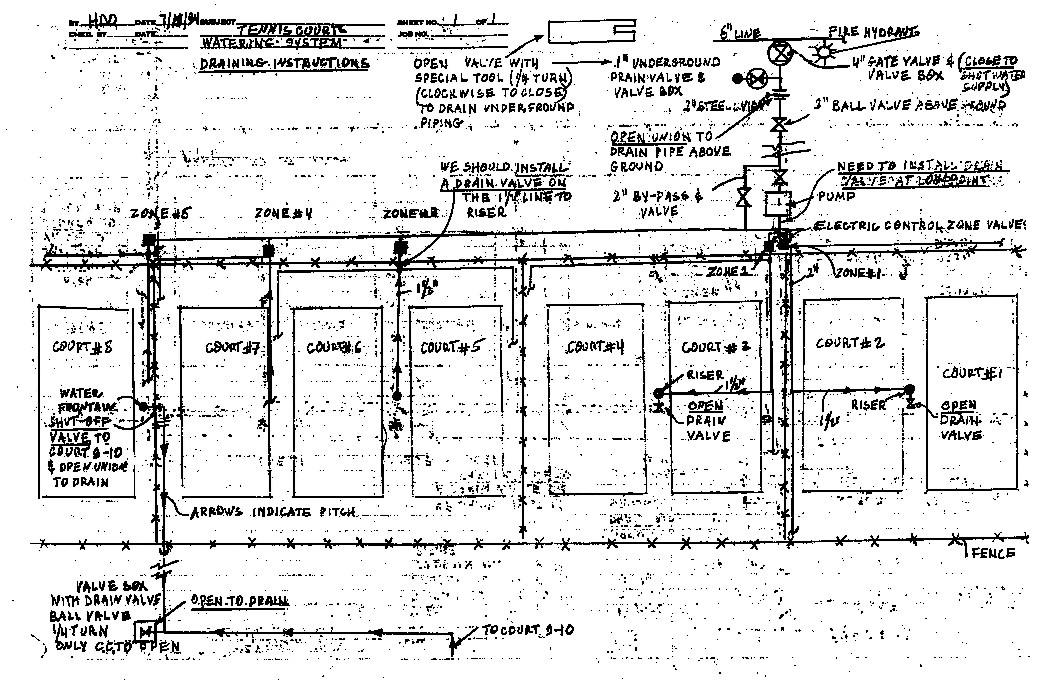 BY HDO DATE 7/ /94 SUBJECT TENNIS COURT SHEET NO. 1 OF 1
CHKD. BY DATE WATERING SYSTEM JOB NO.
DRAINING INSTRUCTIONS
OPEN VALVE WITH
SPECIAL TOOL (1/4 TURN)
(CLOCKWISE TO CLOSE)
TO DRAIN UNDERGROUND
PIPING
1" UNDERGROUND
DRAIN VALVE &
VALVE BOX
6" LINE
FIRE HYDRANT
4" GATE VALVE & (CLOSE TO
VALVE BOX SHUT WATER
SUPPLY)
2" STEEL UNION
2" BALL VALVE ABOVE GROUND
OPEN UNION TO
DRAIN PIPE ABOVE
GROUND
WE SHOULD INSTALL
A DRAIN VALVE ON
THE 1 1/2" LINE TO
RISER
2" BY-PASS &
VALVE
NEED TO INSTALL DRAIN
VALVE AT LOW POINT
PUMP
ELECTRIC CONTROL ZONE VALVES
ZONE #5
ZONE #4
ZONE #3
ZONE 2
2"
ZONE #1
1 1/2"
COURT #8
COURT #7
COURT #6
COURT #5
COURT #4
COURT #3
COURT #2
COURT #1
WATER
FOUNTAIN
SHUT-OFF
VALVE TO
COURT 9-10
& OPEN UNION
TO DRAIN
RISER
1 1/2"
OPEN
DRAIN
VALVE
RISER
1 1/2"
OPEN
DRAIN
VALVE
ARROWS INDICATE PITCH
FENCE
VALVE BOX
WITH DRAIN VALVE
BALL VALVE
1/4 TURN
ONLY CC TO OPEN
OPEN TO DRAIN
TO COURT 9-10